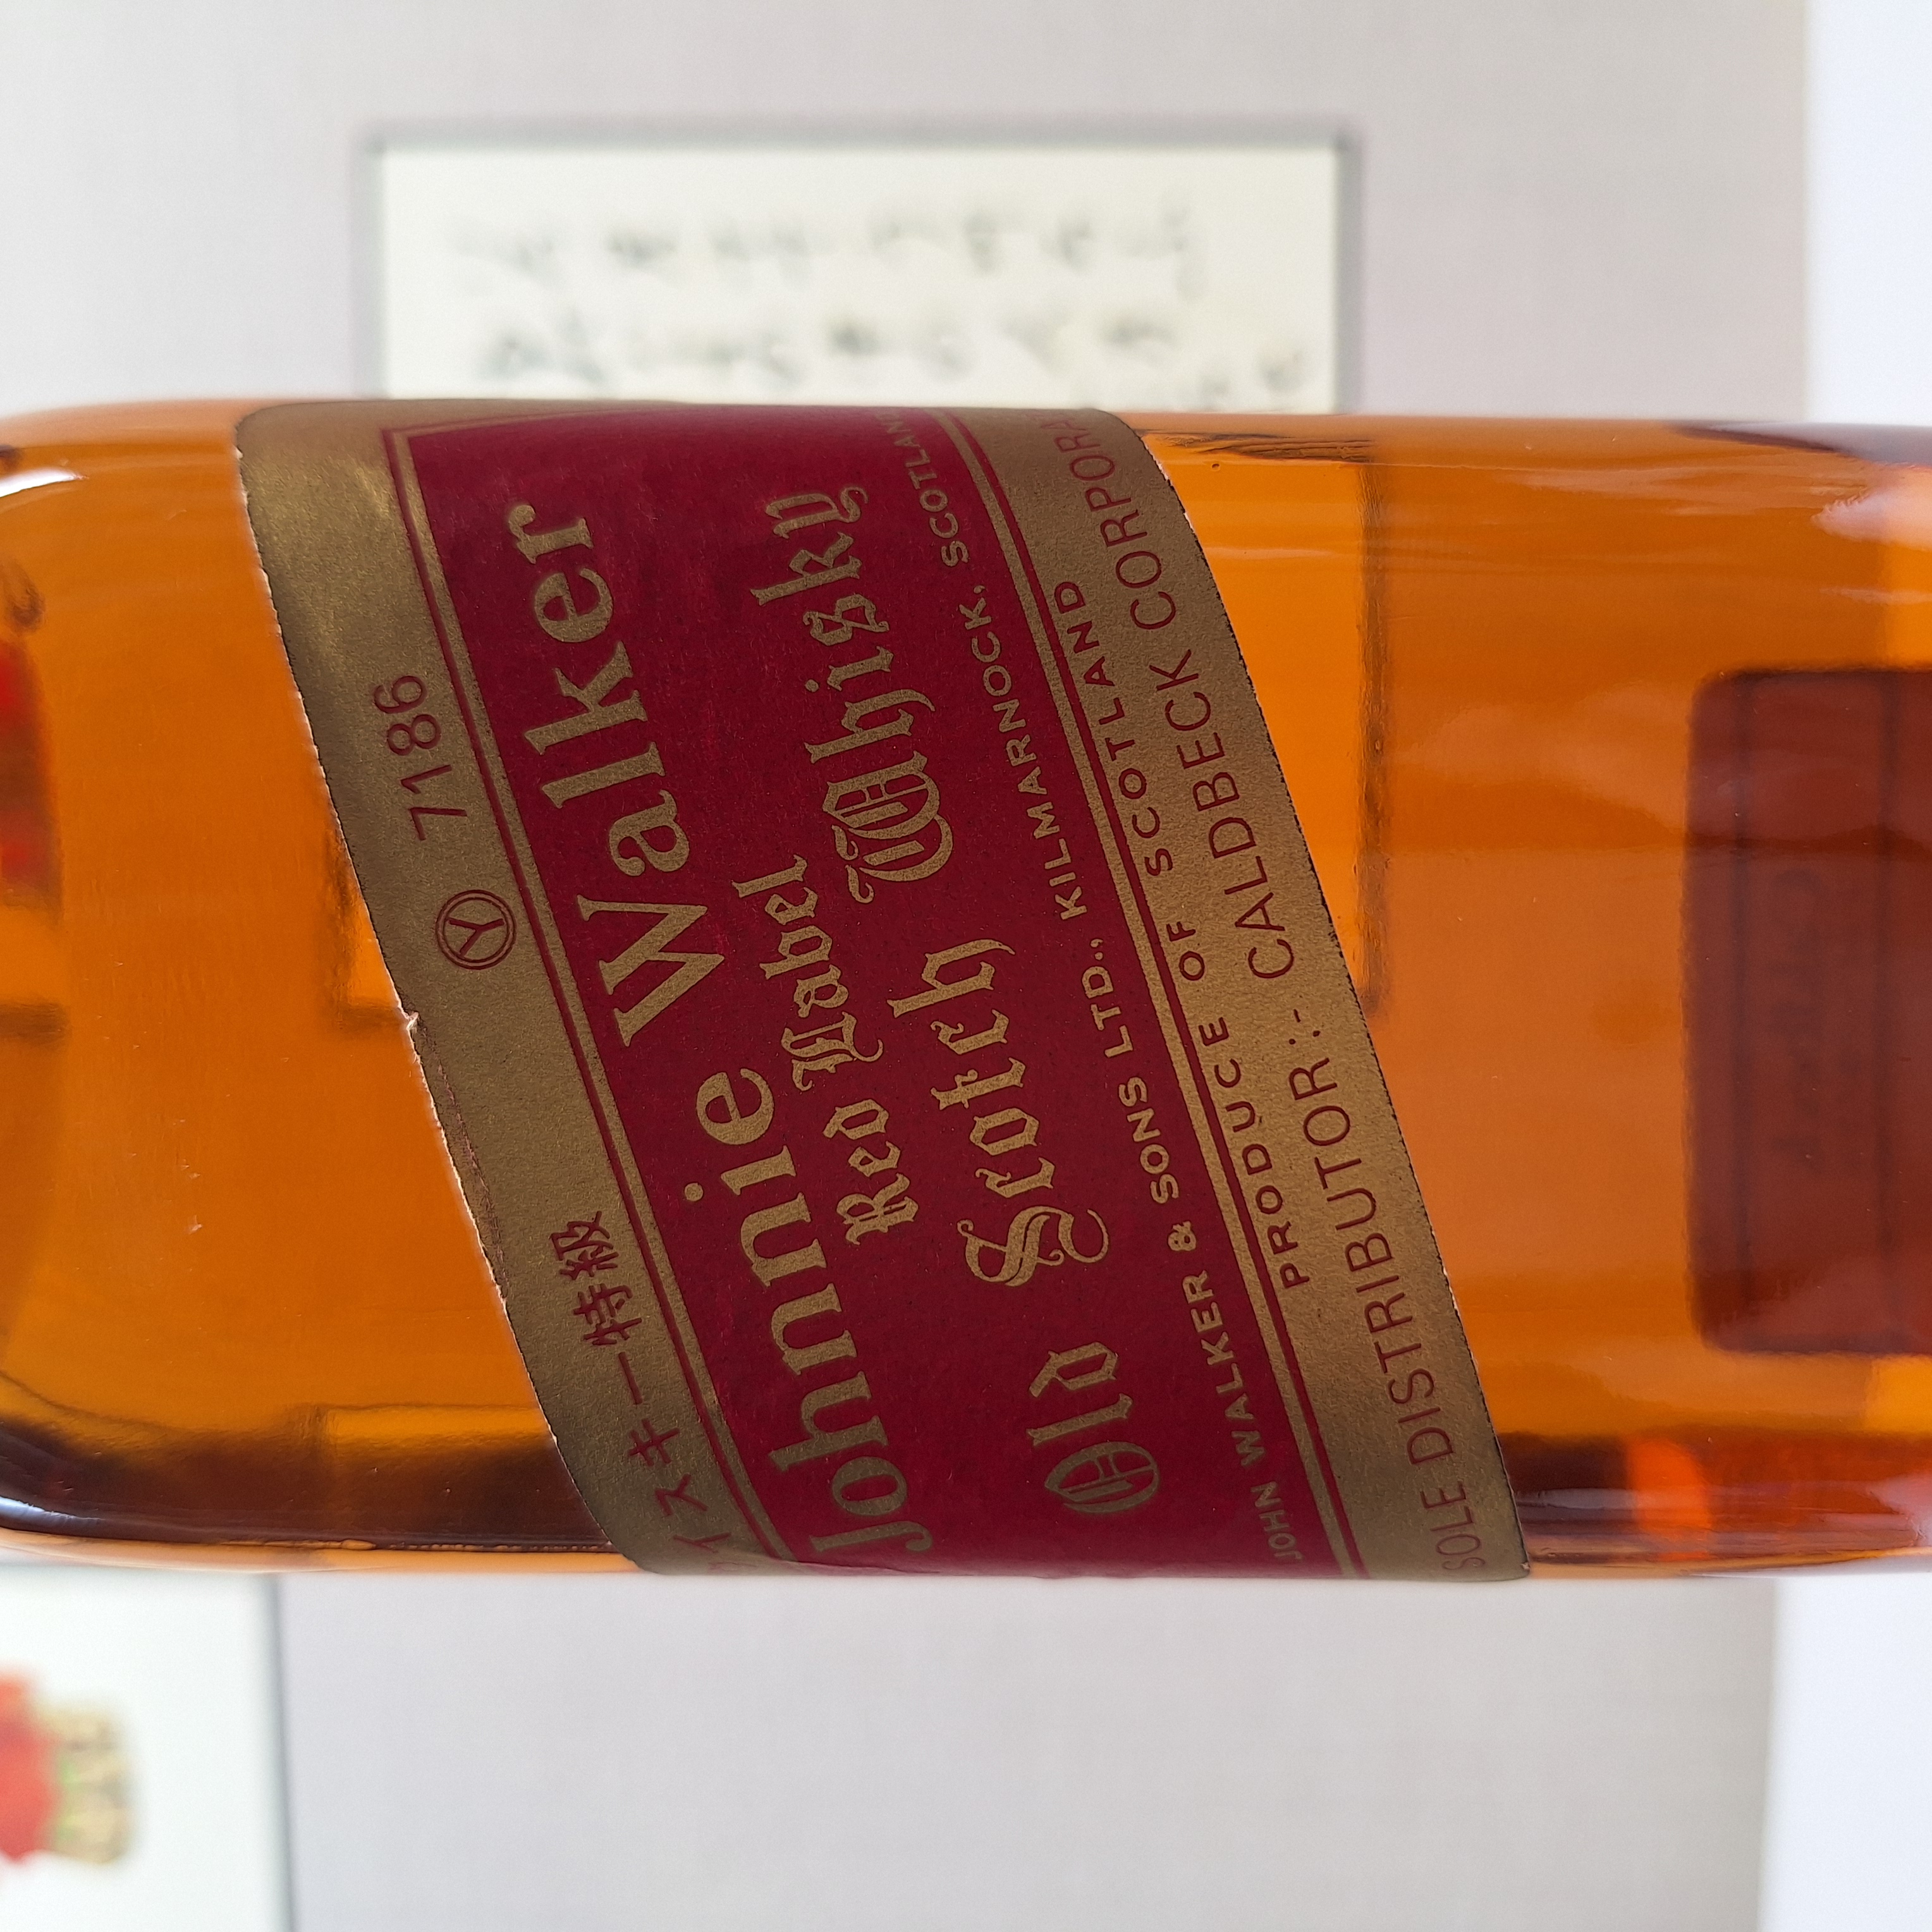 ウイスキー特級 Ⓨ 7186
Johnnie Walker
Red Label
Old Scotch Whisky
JOHN WALKER & SONS LTD., KILMARNOCK, SCOTLAND
PRODUCE OF SCOTLAND
SOLE DISTRIBUTOR:- CALDBECK CORPORA